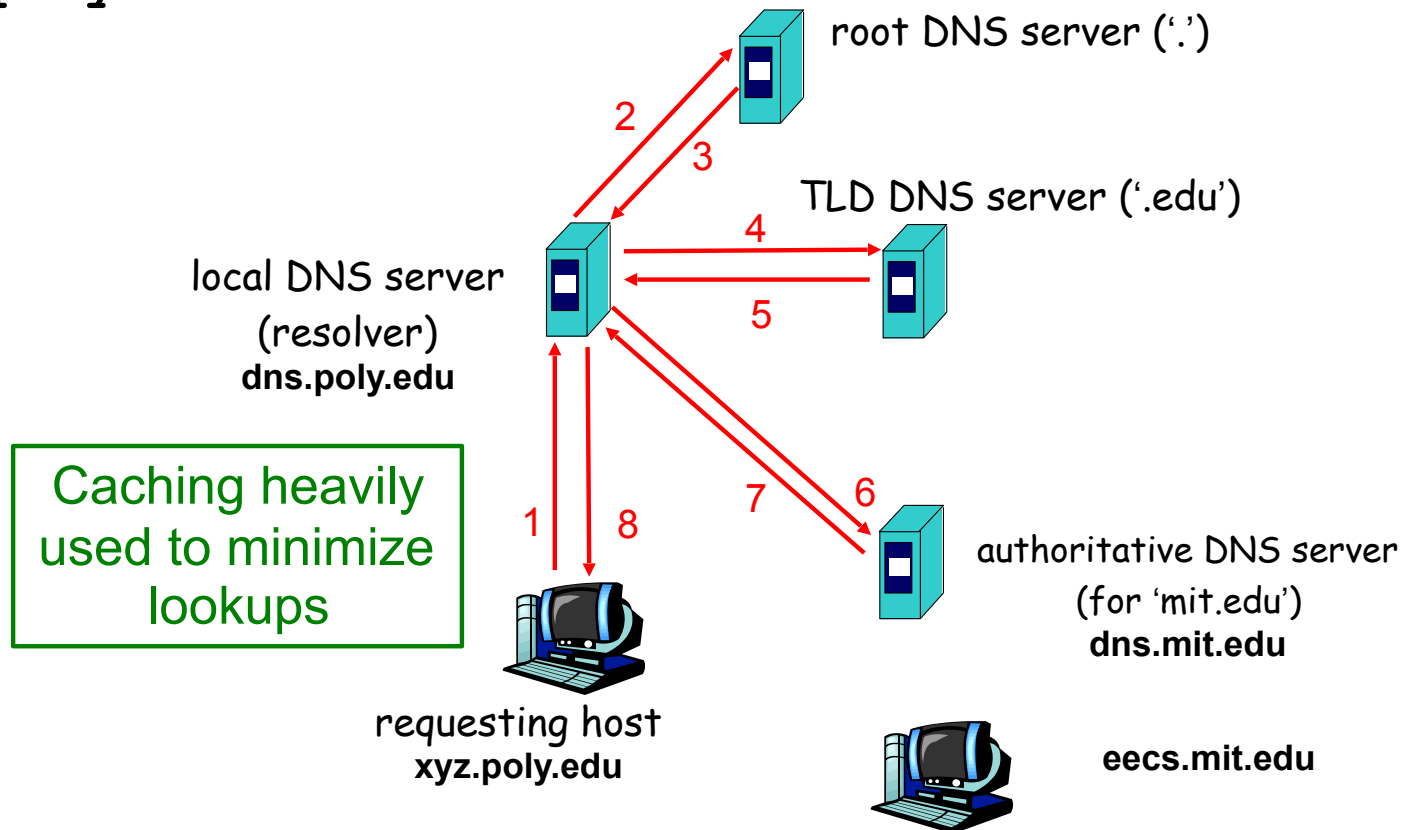 root DNS server ('.')
2
3
TLD DNS server ('.edu')
4
5
local DNS server
(resolver)
dns.poly.edu
Caching heavily
used to minimize
lookups
1
8
7
6
authoritative DNS server
(for 'mit.edu')
dns.mit.edu
requesting host
xyz.poly.edu
eecs.mit.edu